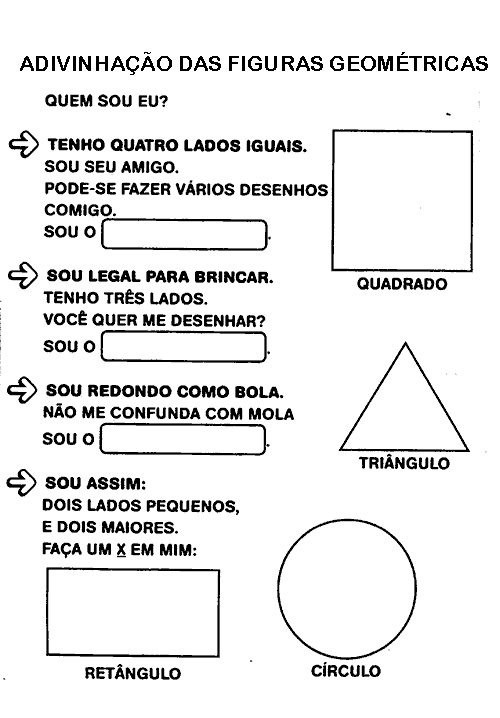 ADIVINHAÇÃO DAS FIGURAS GEOMÉTRICAS
QUEM SOU EU?
TENHO QUATRO LADOS IGUAIS.
SOU SEU AMIGO.
PODE-SE FAZER VÁRIOS DESENHOS
COMIGO.
SOU O .
QUADRADO
SOU LEGAL PARA BRINCAR.
TENHO TRÊS LADOS.
VOCÊ QUER ME DESENHAR?
SOU O .
TRIÂNGULO
SOU REDONDO COMO BOLA.
NÃO ME CONFUNDA COM MOLA
SOU O .
SOU ASSIM:
DOIS LADOS PEQUENOS,
E DOIS MAIORES.
FAÇA UM X EM MIM:
RETÂNGULO
CÍRCULO